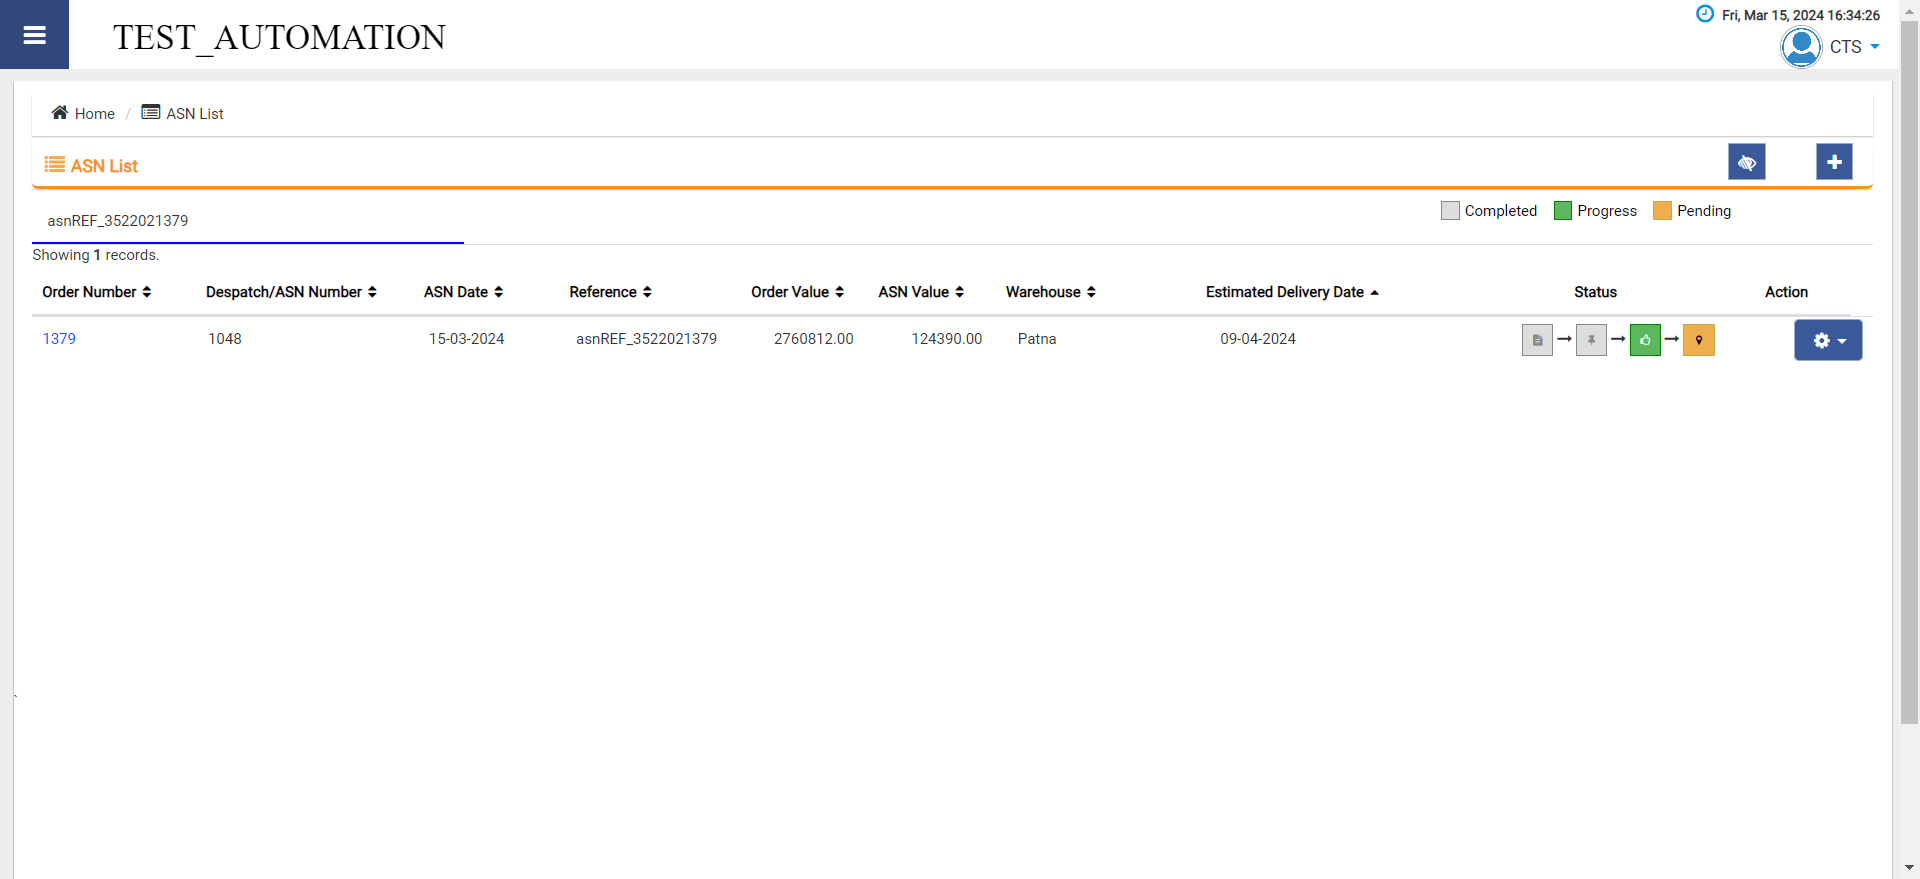 TEST_AUTOMATION
Fri, Mar 15, 2024 16:34:26
CTS
Home / ASN List
ASN List
asnREF_3522021379
Completed Progress Pending
Showing 1 records.
Order Number Despatch/ASN Number ASN Date Reference Order Value ASN Value Warehouse Estimated Delivery Date Status Action
1379 1048 15-03-2024 asnREF_3522021379 2760812.00 124390.00 Patna 09-04-2024
`